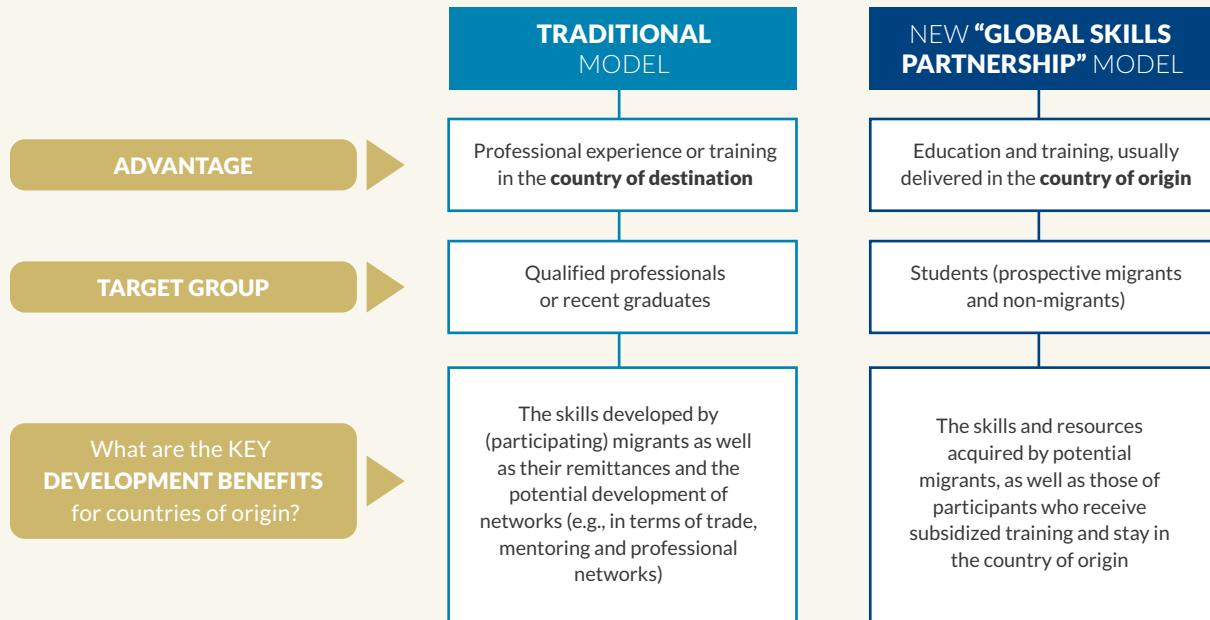 TRADITIONAL
MODEL
NEW “GLOBAL SKILLS
PARTNERSHIP” MODEL
ADVANTAGE
Professional experience or training
in the country of destination
Education and training, usually
delivered in the country of origin
TARGET GROUP
Qualified professionals
or recent graduates
Students (prospective migrants
and non-migrants)
What are the KEY
DEVELOPMENT BENEFITS
for countries of origin?
The skills developed by
(participating) migrants as well
as their remittances and the
potential development of
networks (e.g., in terms of trade,
mentoring and professional
networks)
The skills and resources
acquired by potential
migrants, as well as those of
participants who receive
subsidized training and stay in
the country of origin